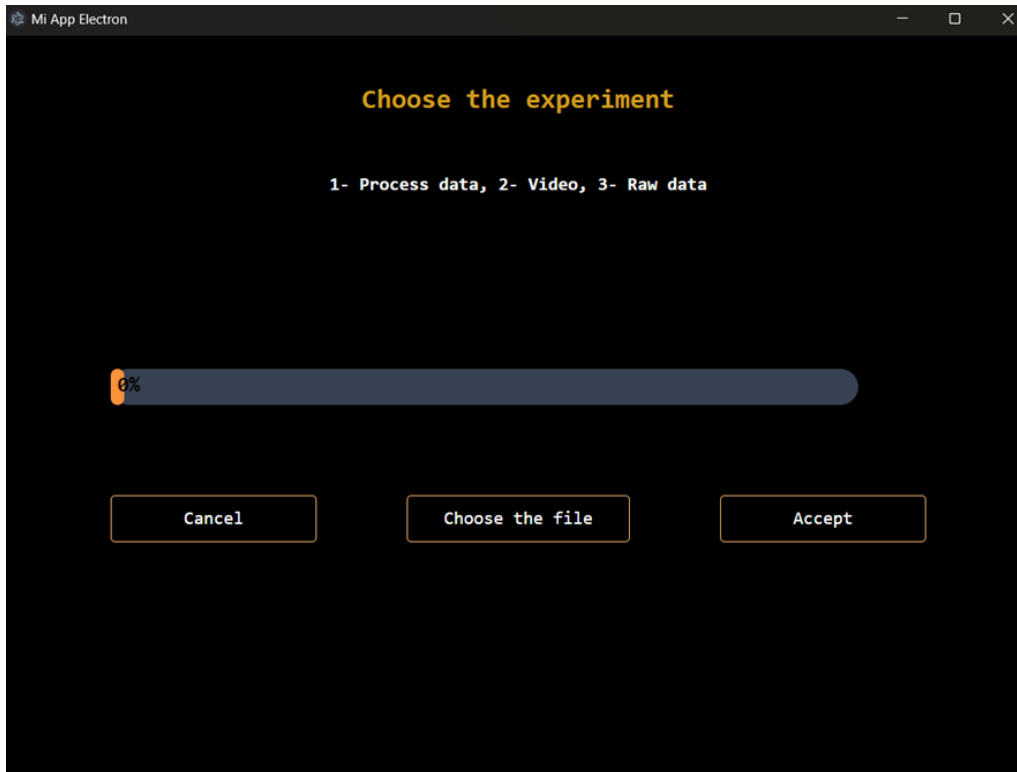 Mi App Electron
Choose the experiment
1- Process data, 2- Video, 3- Raw data
0%
Cancel
Choose the file
Accept